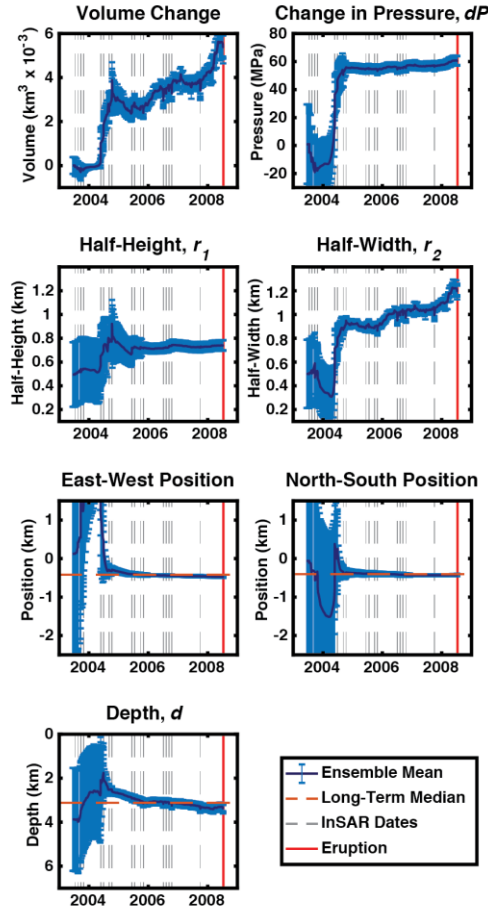 Volume Change
Volume (km³ x 10⁻³)
6
4
2
0
2004 2006 2008
Change in Pressure, dP
Pressure (MPa)
80
60
40
20
0
-20
-40
2004 2006 2008
Half-Height, r₁
Half-Height (km)
1.2
1
0.8
0.6
0.4
0.2
2004 2006 2008
Half-Width, r₂
Half-Width (km)
1.2
1
0.8
0.6
0.4
0.2
2004 2006 2008
East-West Position
Position (km)
1
0
-1
-2
2004 2006 2008
North-South Position
Position (km)
1
0
-1
-2
2004 2006 2008
Depth, d
Depth (km)
0
2
4
6
2004 2006 2008
Ensemble Mean
Long-Term Median
InSAR Dates
Eruption